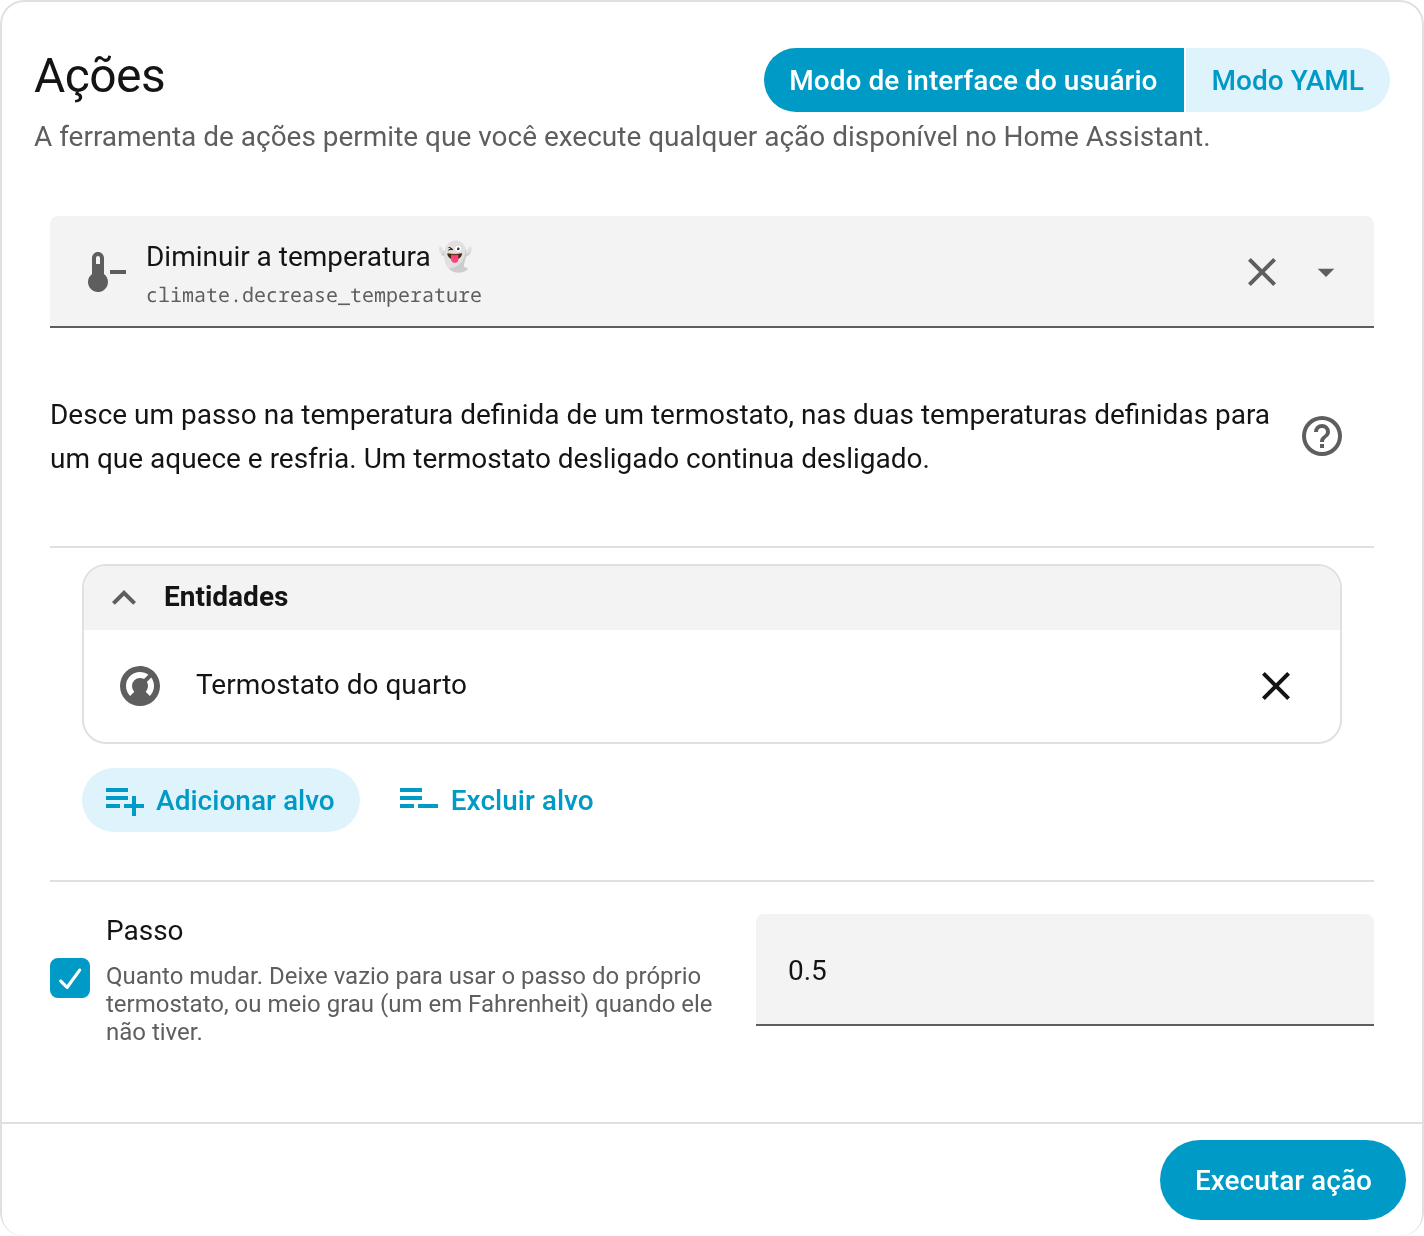 Ações
Modo de interface do usuário
Modo YAML
A ferramenta de ações permite que você execute qualquer ação disponível no Home Assistant.
Diminuir a temperatura 👻
climate.decrease_temperature
Desce um passo na temperatura definida de um termostato, nas duas temperaturas definidas para
um que aquece e resfria. Um termostato desligado continua desligado.
Entidades
Termostato do quarto
Adicionar alvo
Excluir alvo
Passo
Quanto mudar. Deixe vazio para usar o passo do próprio
termostato, ou meio grau (um em Fahrenheit) quando ele
não tiver.
0.5
Executar ação